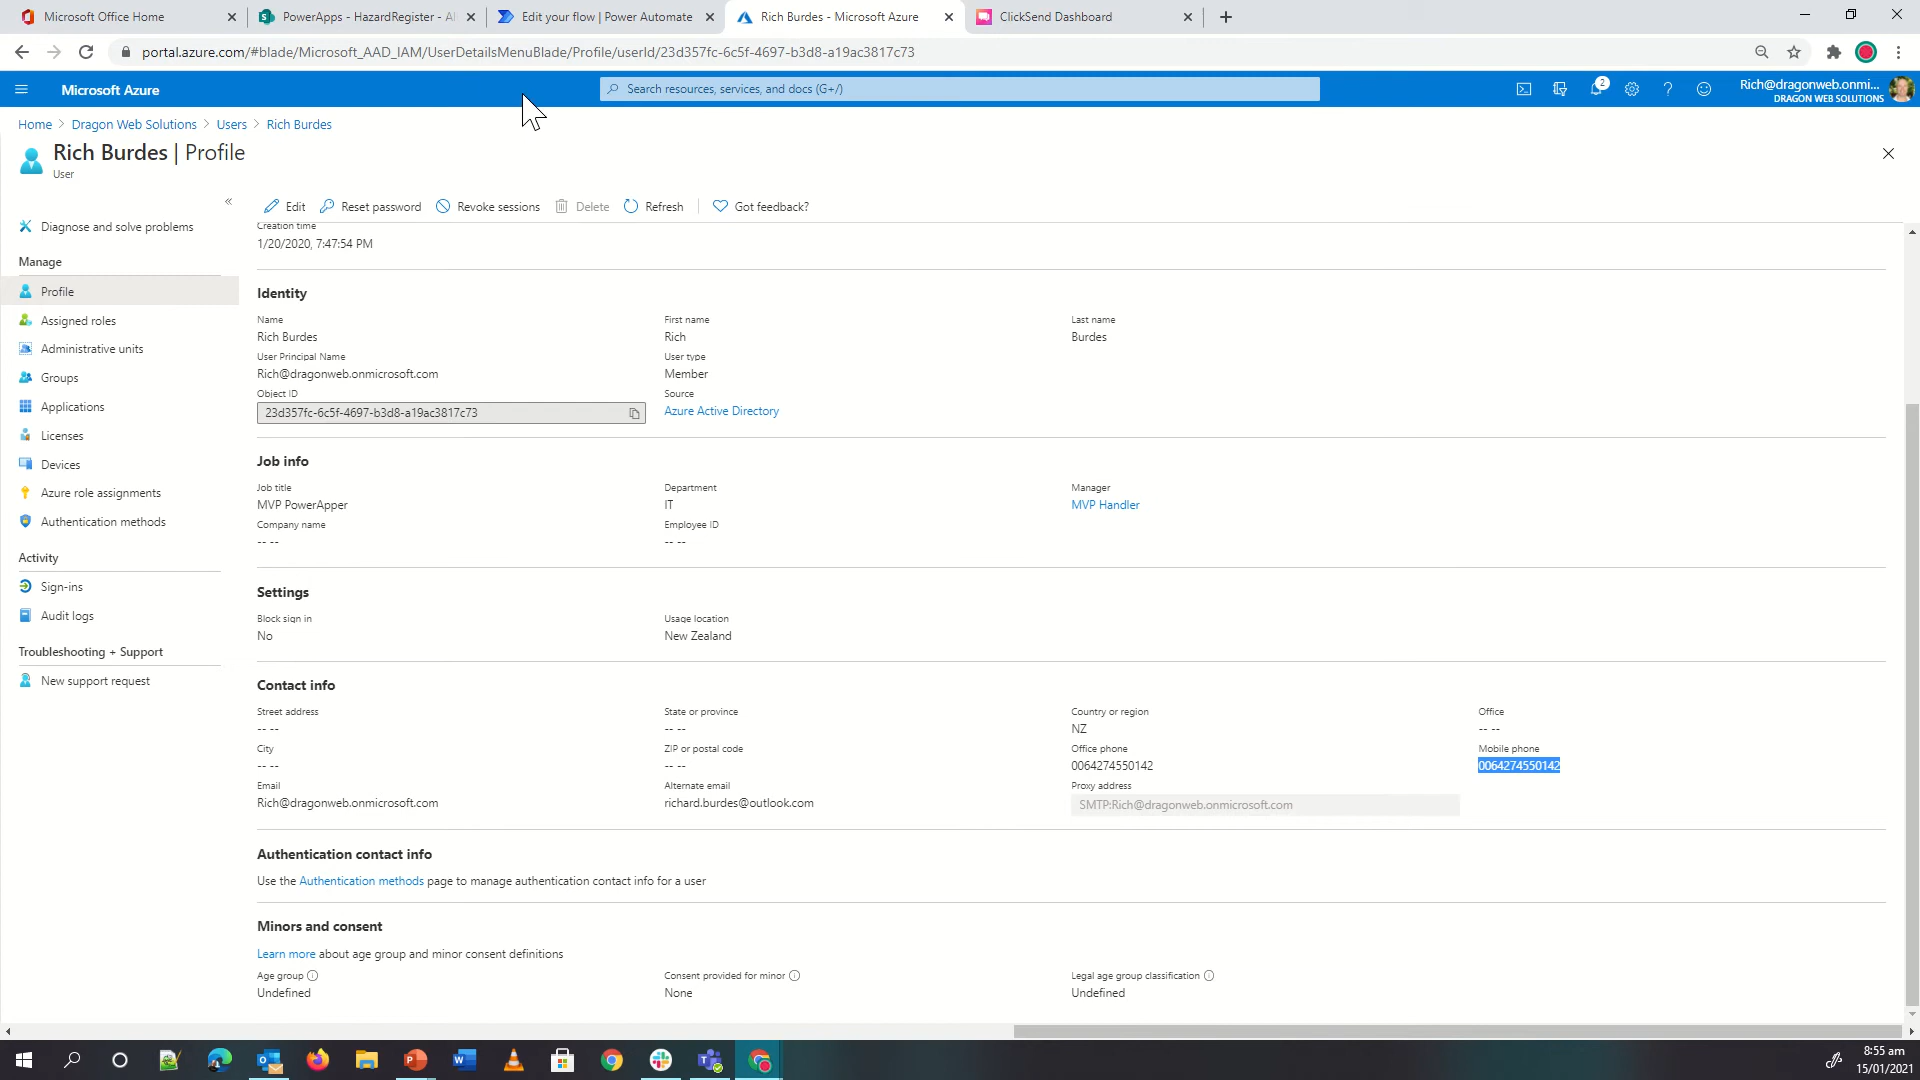 Microsoft Office Home
PowerApps - HazardRegister - Al
Edit your flow | Power Automate
Rich Burdes - Microsoft Azure
ClickSend Dashboard
portal.azure.com/#blade/Microsoft_AAD_IAM/UserDetailsMenuBlade/Profile/userId/23d357fc-6c5f-4697-b3d8-a19ac3817c73
Microsoft Azure
Search resources, services, and docs (G+/)
2
Rich@dragonweb.onmi...
DRAGON WEB SOLUTIONS
Home > Dragon Web Solutions > Users > Rich Burdes
Rich Burdes | Profile
User
«
Edit
Reset password
Revoke sessions
Delete
Refresh
Got feedback?
Diagnose and solve problems
Manage
Profile
Assigned roles
Administrative units
Groups
Applications
Licenses
Devices
Azure role assignments
Authentication methods
Activity
Sign-ins
Audit logs
Troubleshooting + Support
New support request
Creation time
1/20/2020, 7:47:54 PM
Identity
Name
Rich Burdes
First name
Rich
Last name
Burdes
User Principal Name
Rich@dragonweb.onmicrosoft.com
User type
Member
Object ID
23d357fc-6c5f-4697-b3d8-a19ac3817c73
Source
Azure Active Directory
Job info
Job title
MVP PowerApper
Department
IT
Manager
MVP Handler
Company name
-- --
Employee ID
-- --
Settings
Block sign in
No
Usage location
New Zealand
Contact info
Street address
-- --
State or province
-- --
Country or region
NZ
Office
-- --
City
-- --
ZIP or postal code
-- --
Office phone
0064274550142
Mobile phone
0064274550142
Email
Rich@dragonweb.onmicrosoft.com
Alternate email
richard.burdes@outlook.com
Proxy address
SMTP:Rich@dragonweb.onmicrosoft.com
Authentication contact info
Use the Authentication methods page to manage authentication contact info for a user
Minors and consent
Learn more about age group and minor consent definitions
Age group
Undefined
Consent provided for minor
None
Legal age group classification
Undefined
8:55 am
15/01/2021